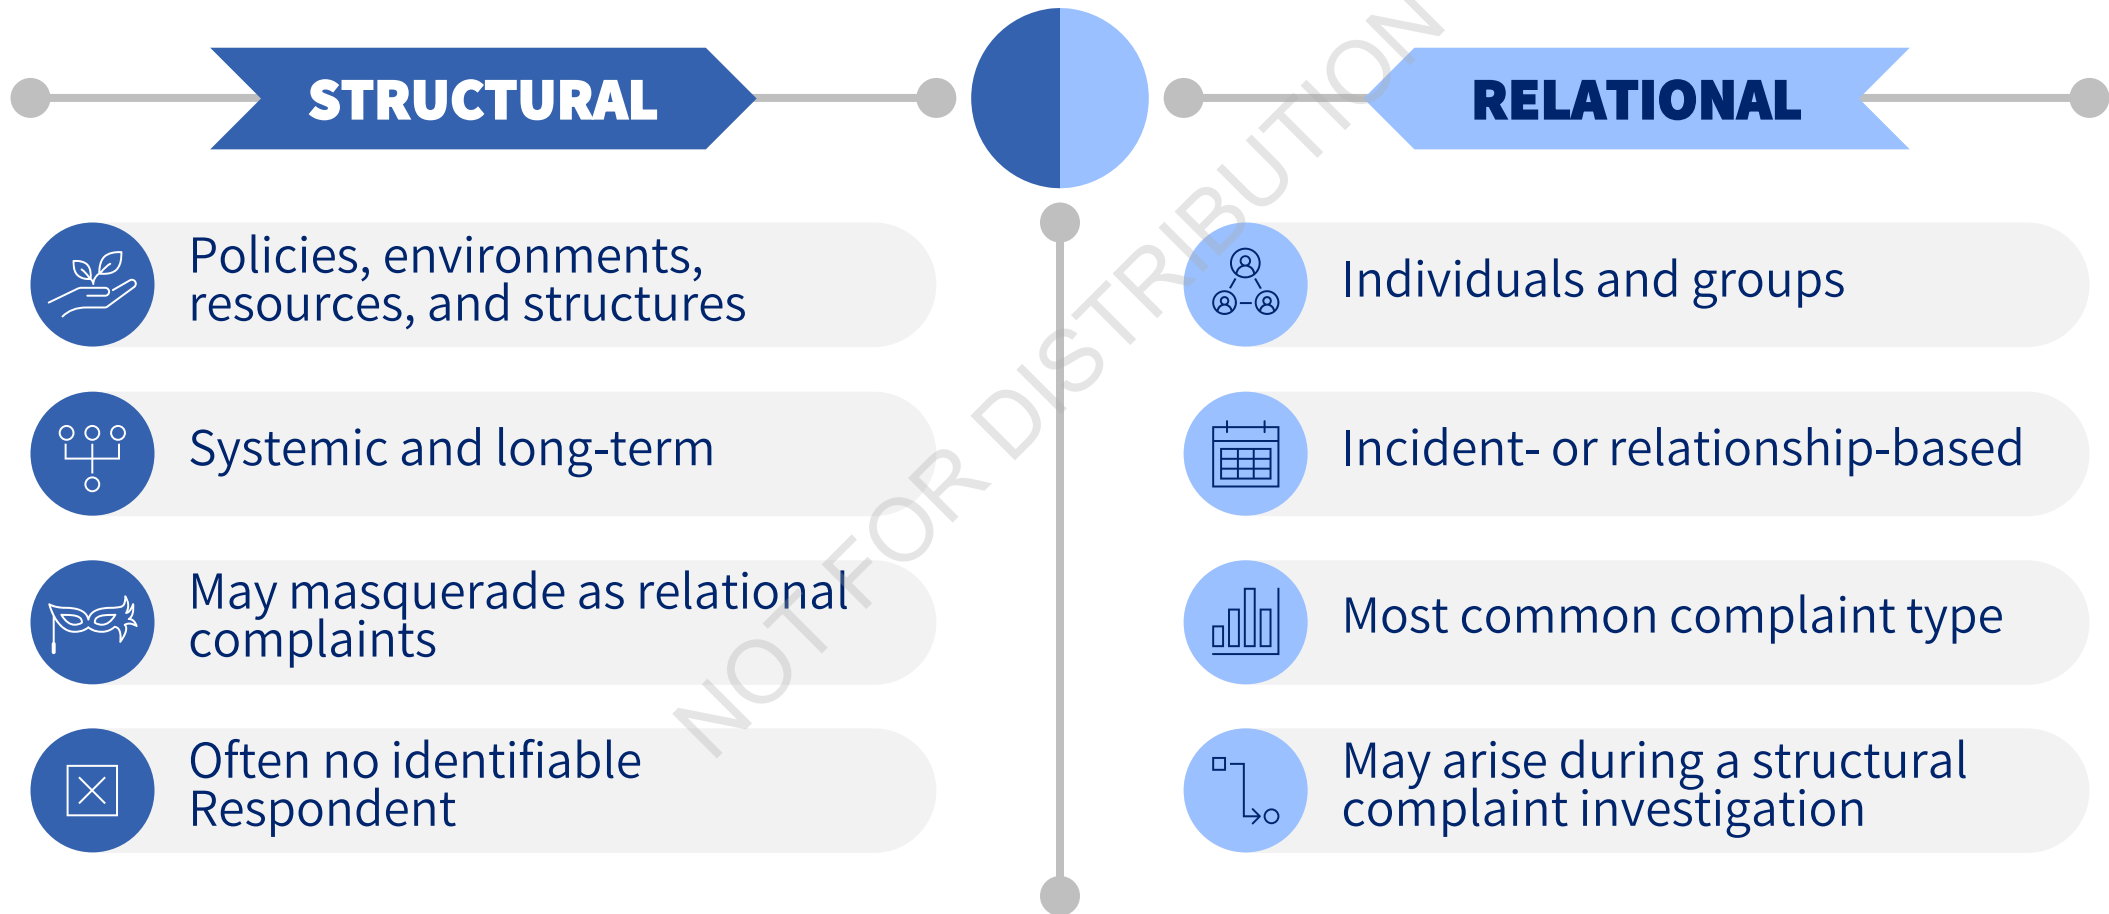 STRUCTURAL
Policies, environments,
resources, and structures
Systemic and long-term
May masquerade as relational
complaints
Often no identifiable
Respondent
RELATIONAL
Individuals and groups
Incident- or relationship-based
Most common complaint type
May arise during a structural
complaint investigation
NOT FOR DISTRIBUTION